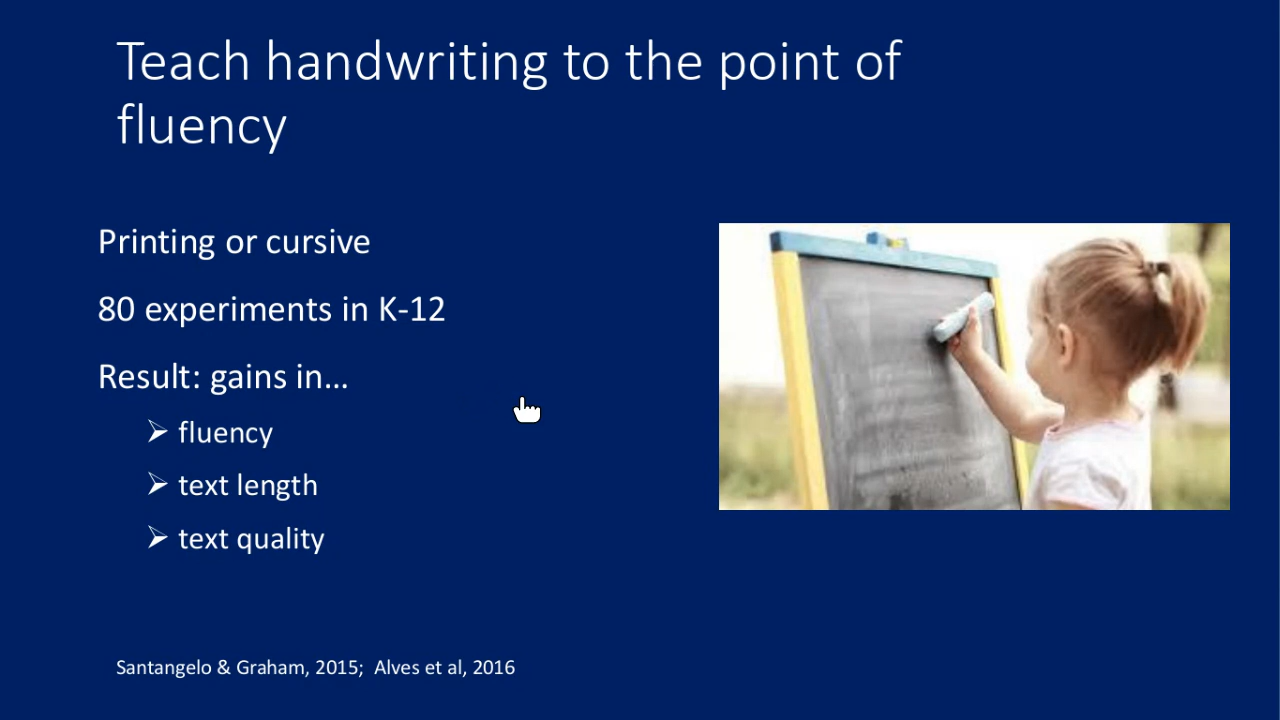 Teach handwriting to the point of
fluency
Printing or cursive
80 experiments in K-12
Result: gains in…
➢ fluency
➢ text length
➢ text quality
Santangelo & Graham, 2015;  Alves et al, 2016